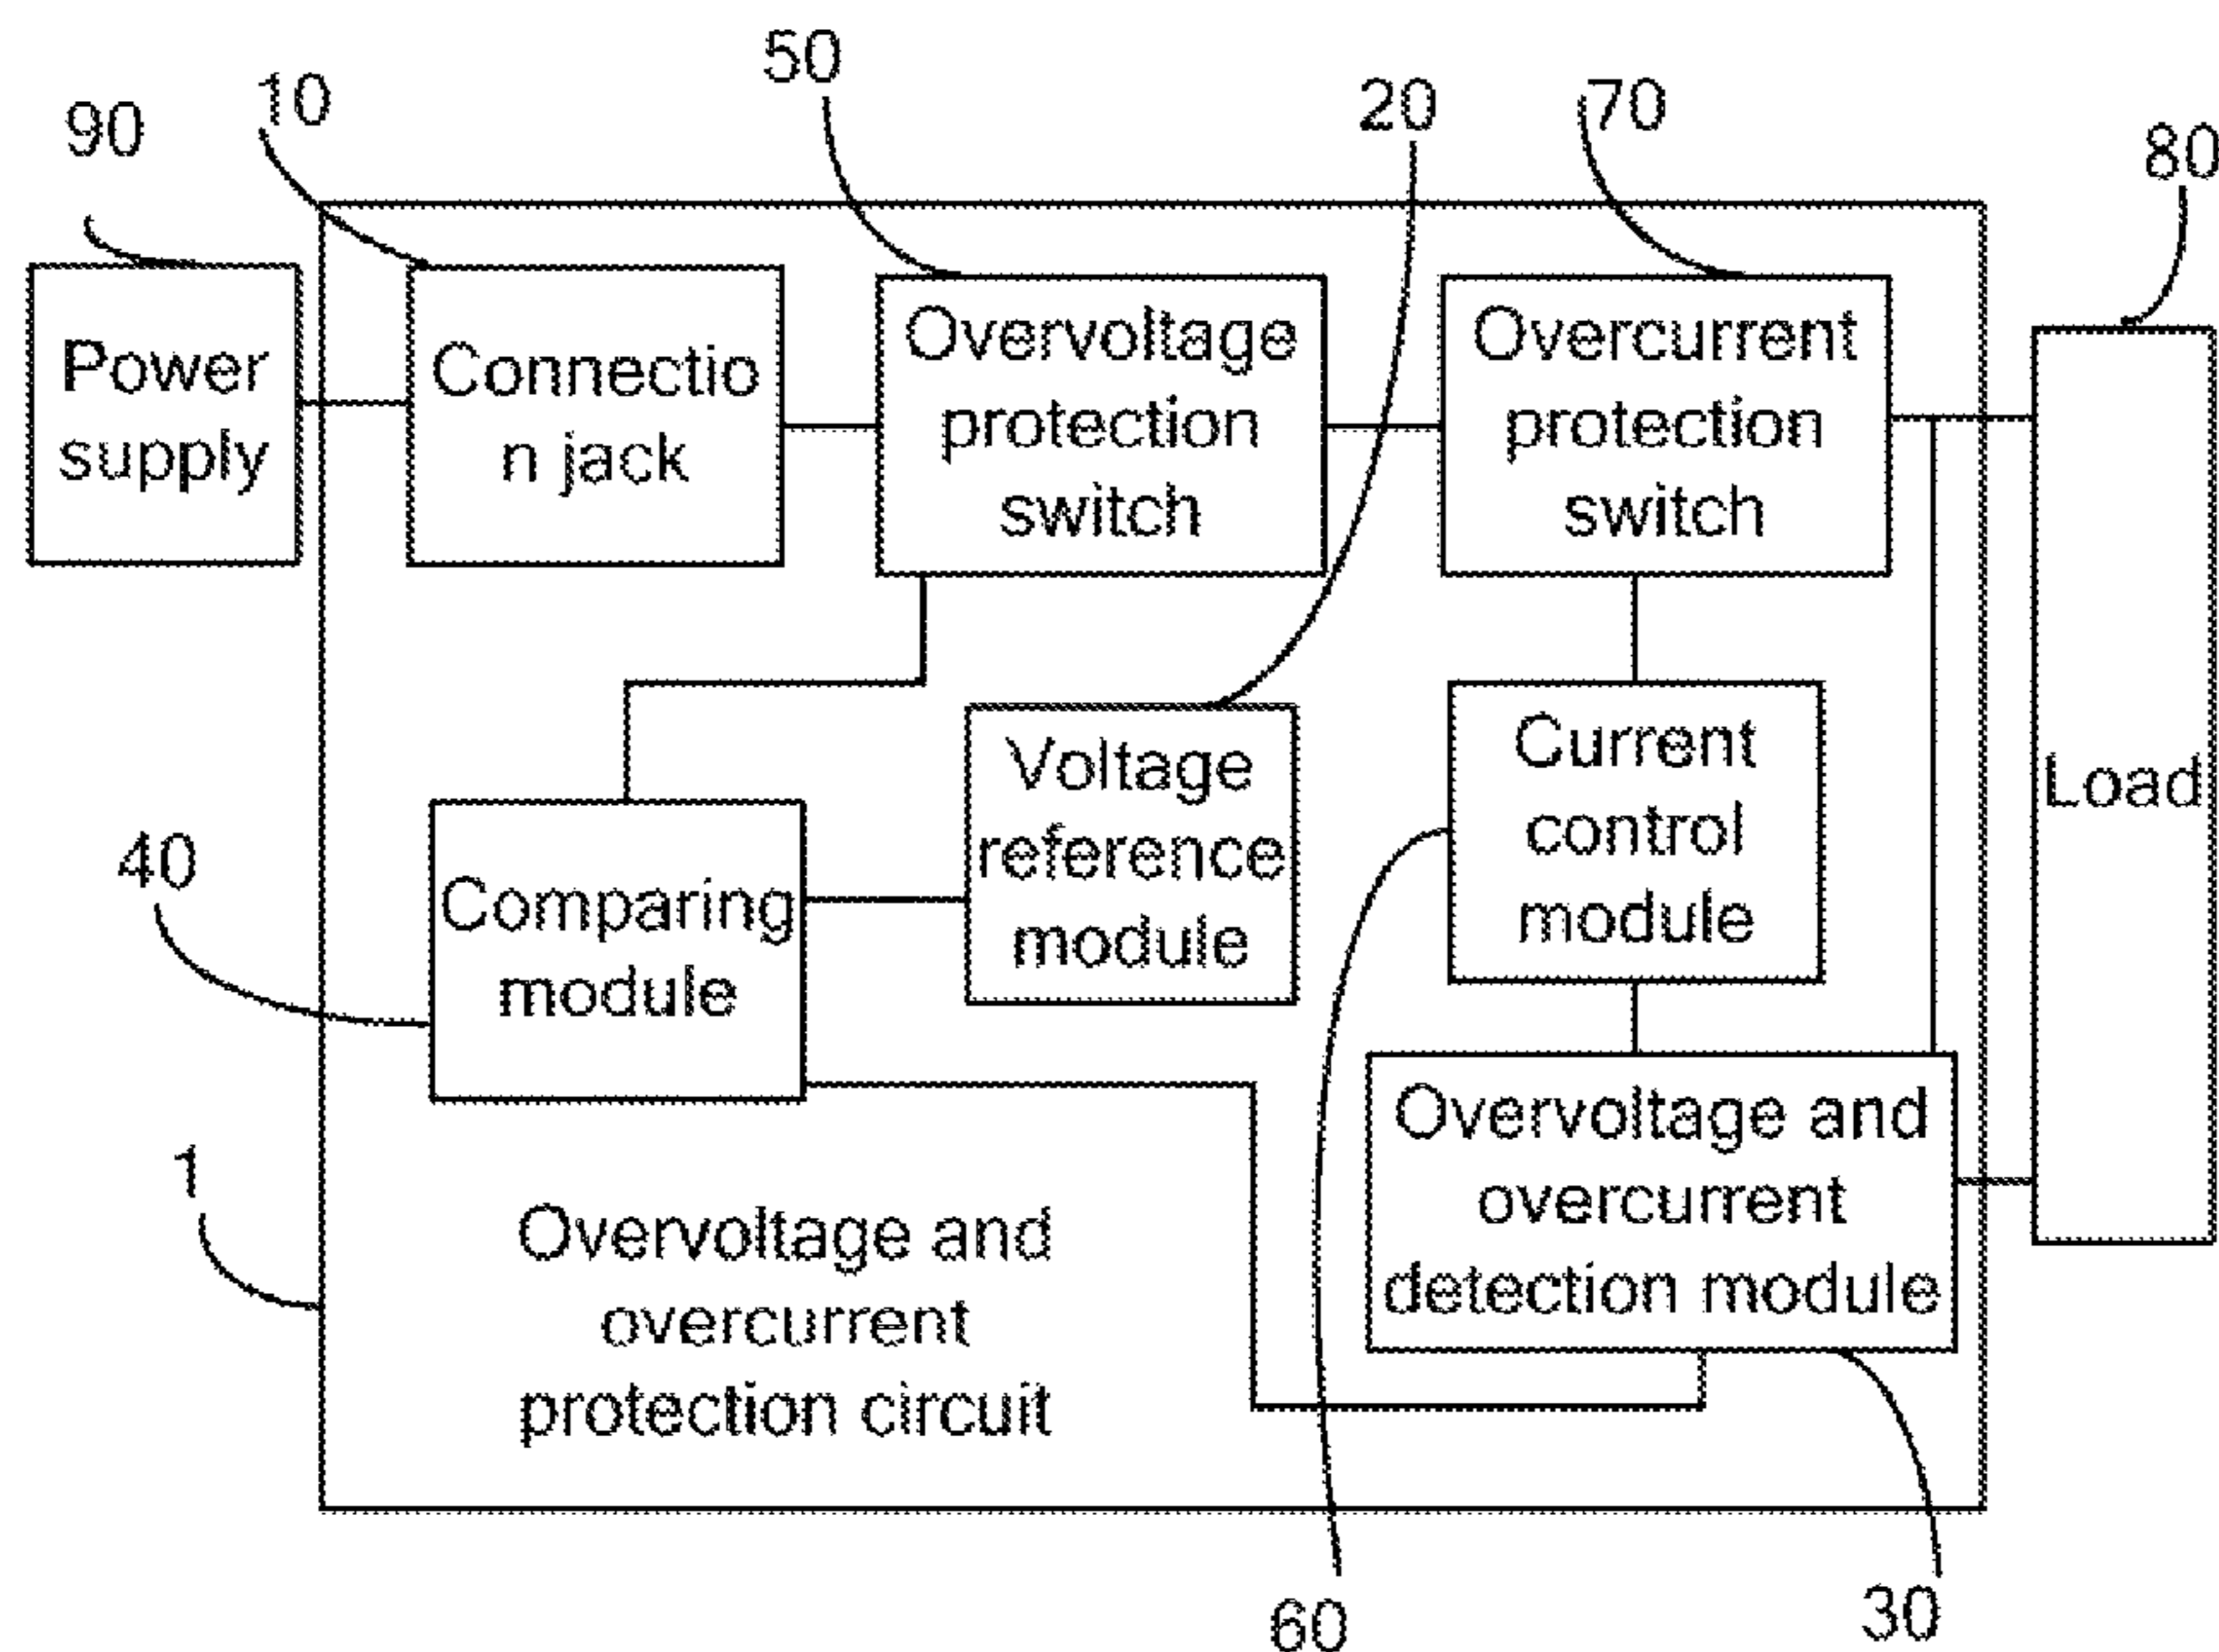 50
10
20
70
90
80
Power
supply
Connectio
n jack
Overvoltage
protection
switch
Overcurrent
protection
switch
Load
Voltage
reference
module
Current
control
module
40
Comparing
module
1
Overvoltage and
overcurrent
detection module
Overvoltage and
overcurrent
protection circuit
60
30